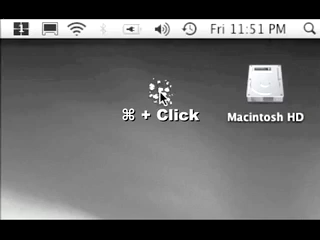 Fri 11:51 PM
⌘ + Click
Macintosh HD